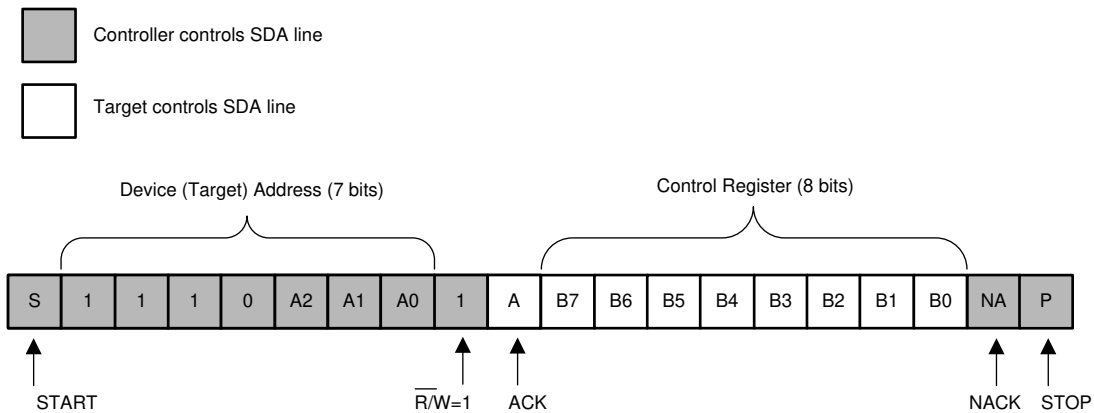 Controller controls SDA line
Target controls SDA line
Device (Target) Address (7 bits)
Control Register (8 bits)
S 1 1 1 0 A2 A1 A0 1 A B7 B6 B5 B4 B3 B2 B1 B0 NA P
START R/W=1 ACK NACK STOP